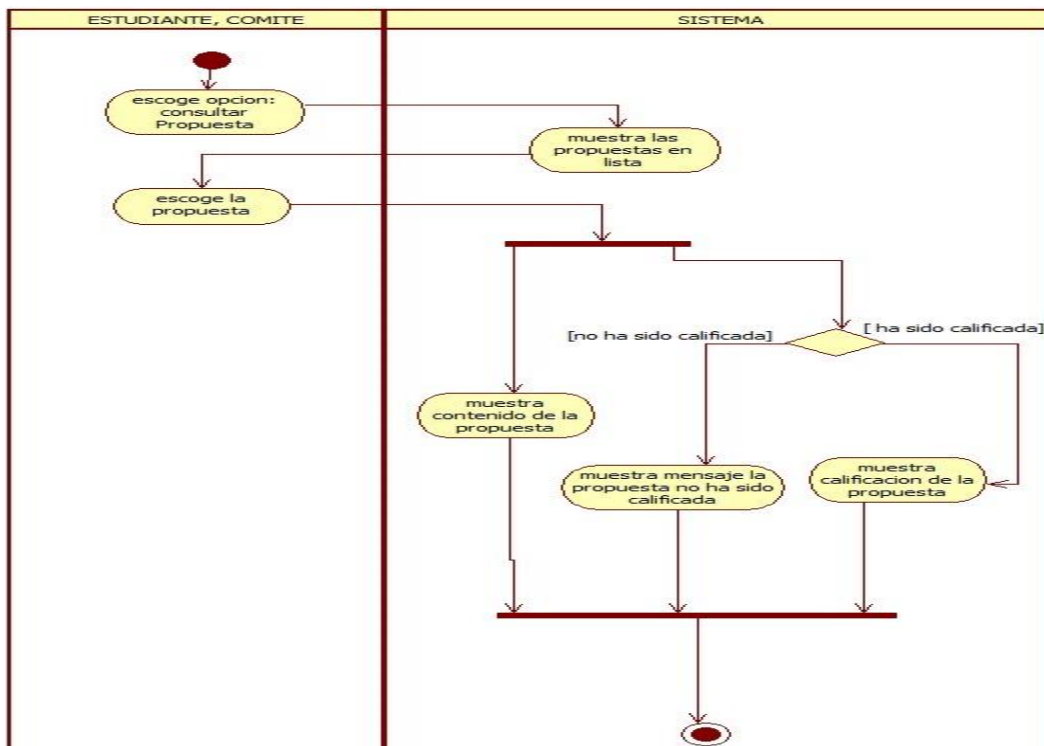 ESTUDIANTE, COMITE
SISTEMA
escoge opcion:
consultar
Propuesta
muestra las
propuestas en
lista
escoge la
propuesta
[no ha sido calificada]
[ ha sido calificada]
muestra
contenido de la
propuesta
muestra mensaje la
propuesta no ha sido
calificada
muestra
calificacion de la
propuesta